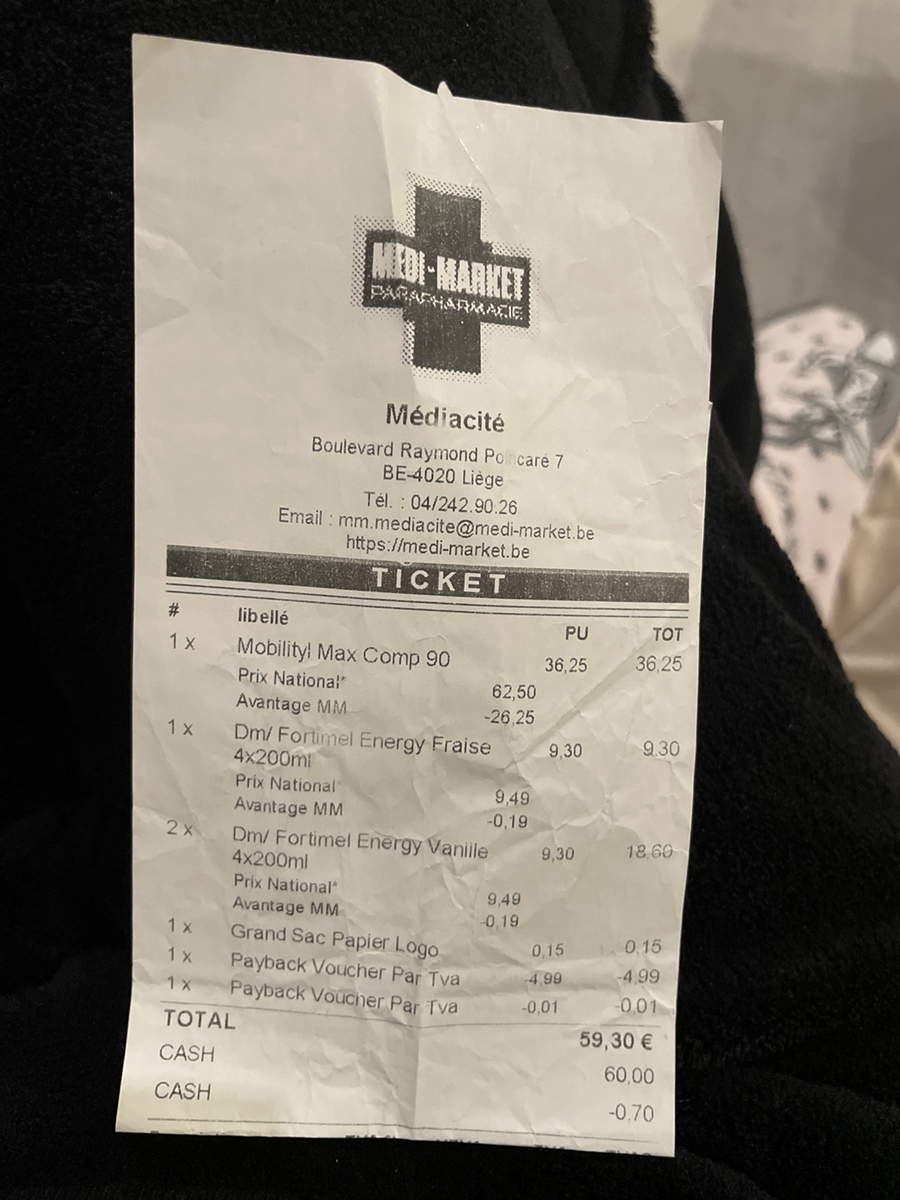 MEDI-MARKET
PARAPHARMACIE
Médiacité
Boulevard Raymond Poincaré 7
BE-4020 Liège
Tél. : 04/242.90.26
Email : mm.mediacite@medi-market.be
https://medi-market.be
TICKET
# libellé PU TOT
1 x Mobilityl Max Comp 90 36,25 36,25
Prix National* 62,50
Avantage MM -26,25
1 x Dm/ Fortimel Energy Fraise 9,30 9,30
4x200ml
Prix National* 9,49
Avantage MM -0,19
2 x Dm/ Fortimel Energy Vanille 9,30 18,60
4x200ml
Prix National* 9,49
Avantage MM -0,19
1 x Grand Sac Papier Logo 0,15 0,15
1 x Payback Voucher Par Tva -4,99 -4,99
1 x Payback Voucher Par Tva -0,01 -0,01
TOTAL 59,30 €
CASH 60,00
CASH -0,70